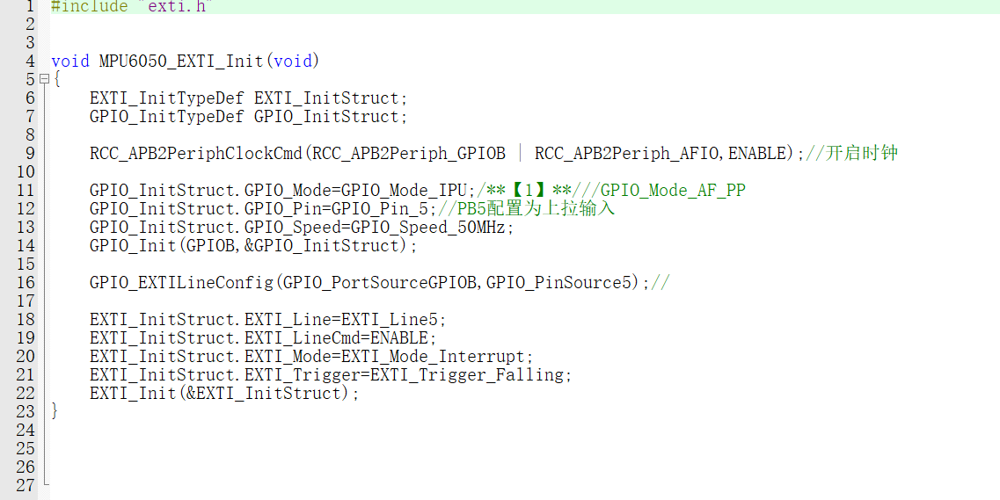 1 #include "exti.h"
2
3
4 void MPU6050_EXTI_Init(void)
5 {
6 EXTI_InitTypeDef EXTI_InitStruct;
7 GPIO_InitTypeDef GPIO_InitStruct;
8
9 RCC_APB2PeriphClockCmd(RCC_APB2Periph_GPIOB | RCC_APB2Periph_AFIO,ENABLE);//开启时钟
10
11 GPIO_InitStruct.GPIO_Mode=GPIO_Mode_IPU;/**【1】**///GPIO_Mode_AF_PP
12 GPIO_InitStruct.GPIO_Pin=GPIO_Pin_5;//PB5配置为上拉输入
13 GPIO_InitStruct.GPIO_Speed=GPIO_Speed_50MHz;
14 GPIO_Init(GPIOB,&GPIO_InitStruct);
15
16 GPIO_EXTILineConfig(GPIO_PortSourceGPIOB,GPIO_PinSource5);//
17
18 EXTI_InitStruct.EXTI_Line=EXTI_Line5;
19 EXTI_InitStruct.EXTI_LineCmd=ENABLE;
20 EXTI_InitStruct.EXTI_Mode=EXTI_Mode_Interrupt;
21 EXTI_InitStruct.EXTI_Trigger=EXTI_Trigger_Falling;
22 EXTI_Init(&EXTI_InitStruct);
23 }
24
25
26
27